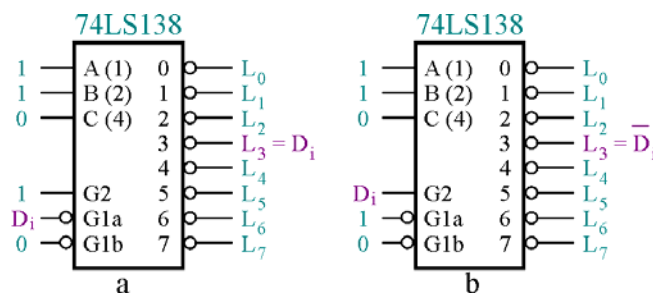 74LS138
1 A (1) 0 L0
1 B (2) 1 L1
0 C (4) 2 L2
3 L3 = Di
4 L4
1 G2 5 L5
Di G1a 6 L6
0 G1b 7 L7
a
74LS138
1 A (1) 0 L0
1 B (2) 1 L1
0 C (4) 2 L2
3 L3 = D̅i
4 L4
Di G2 5 L5
1 G1a 6 L6
0 G1b 7 L7
b